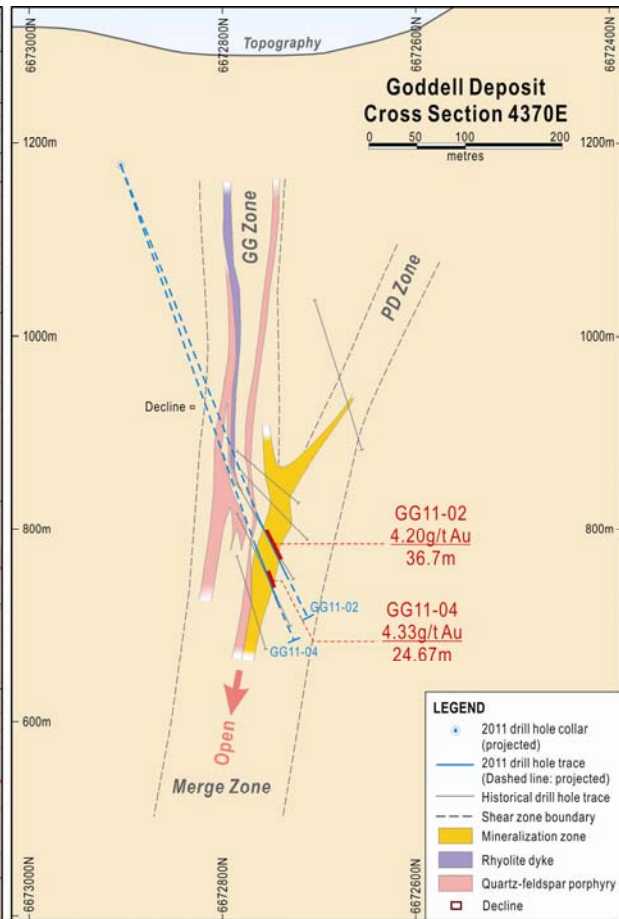 6673000N
6672800N
6672600N
6672400N
Topography
Goddell Deposit
Cross Section 4370E
0 50 100 200
metres
1200m
1200m
GG Zone
PD Zone
1000m
1000m
Decline
800m
800m
GG11-02
4.20g/t Au
36.7m
GG11-02
GG11-04
4.33g/t Au
24.67m
GG11-04
Open
600m
Merge Zone
LEGEND
2011 drill hole collar
(projected)
2011 drill hole trace
(Dashed line: projected)
Historical drill hole trace
Shear zone boundary
Mineralization zone
Rhyolite dyke
Quartz-feldspar porphyry
Decline
6673000N
6672800N
6672600N